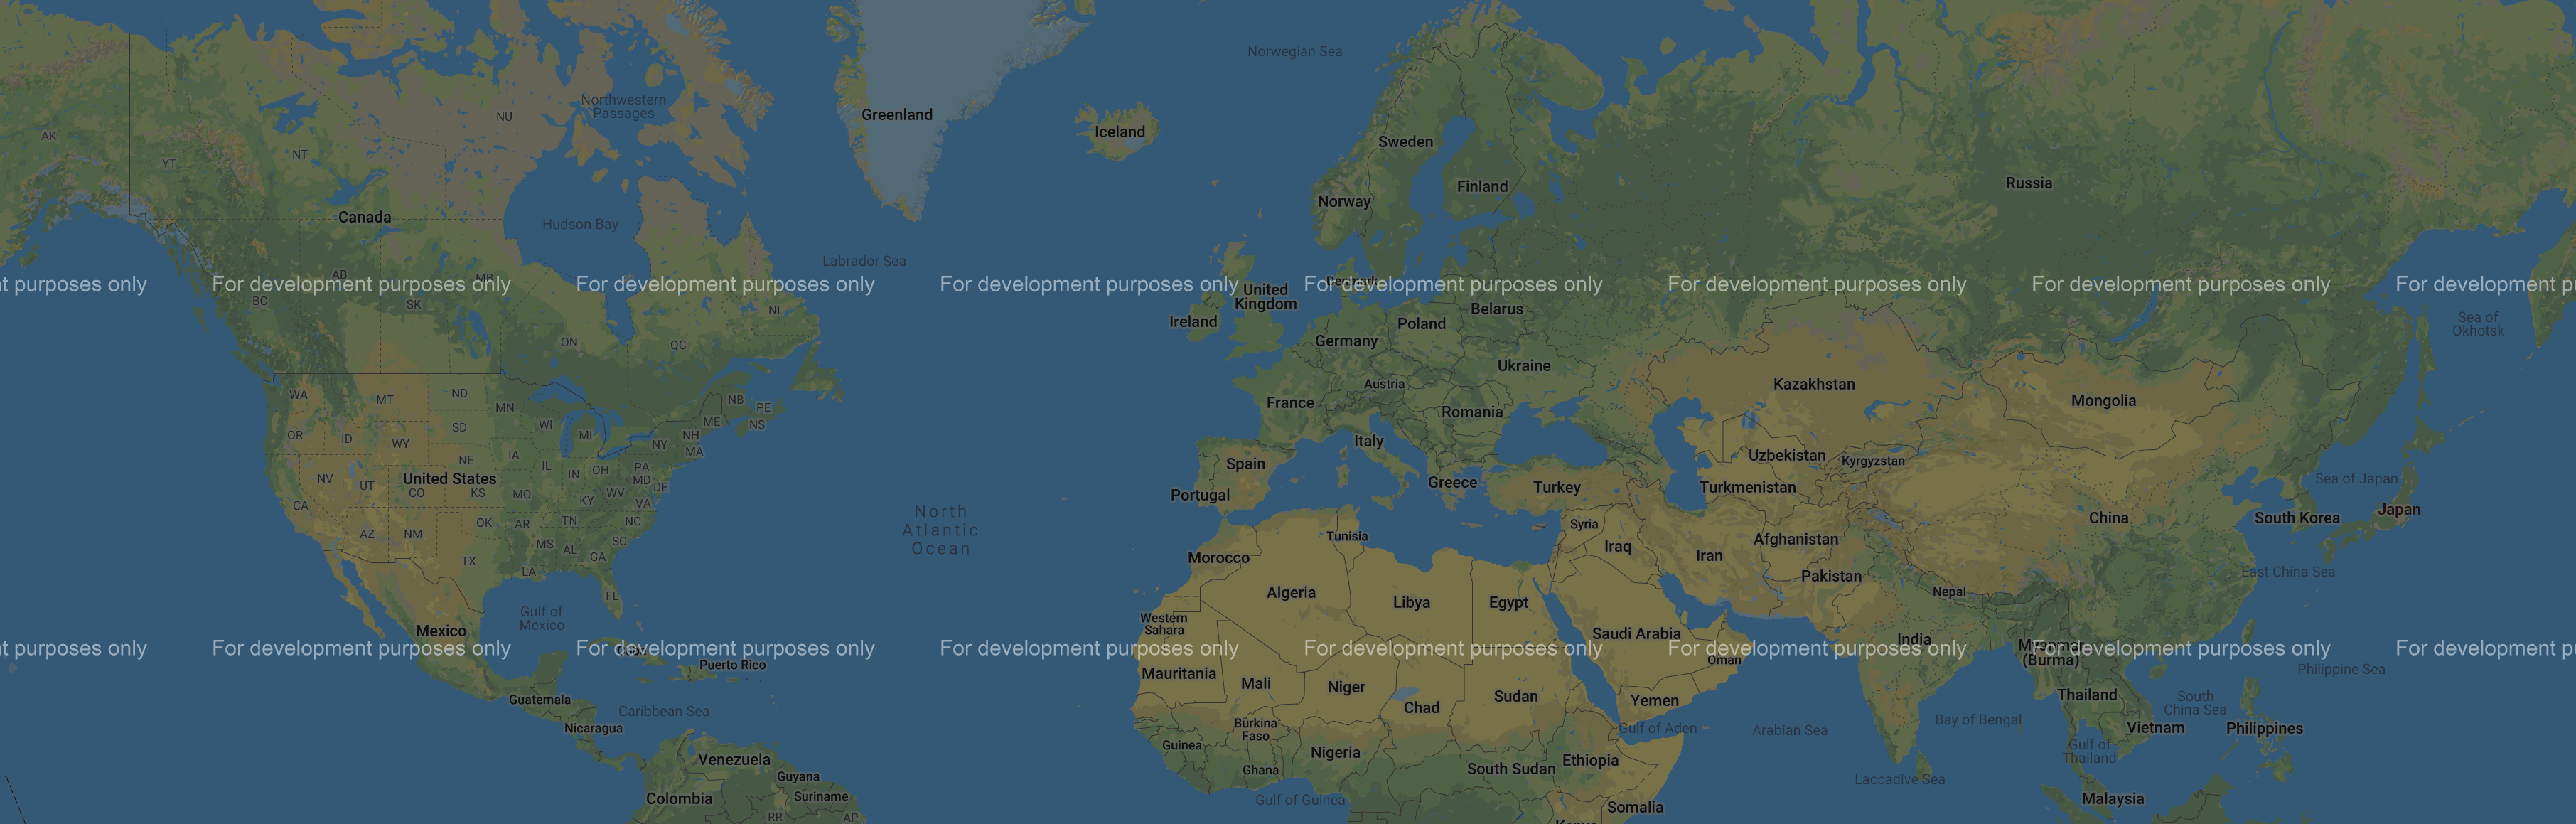 Norwegian Sea
Northwestern
Passages
Greenland
NU
Iceland
AK
Sweden
NT
YT
Finland
Russia
Norway
Canada
Hudson Bay
Labrador Sea
AB
MB
Denmark
nt purposes only
For development purposes only
For development purposes only
For development purposes only
For development purposes only
For development purposes only
For development purposes only
For development pu
BC
SK
United
Kingdom
NL
Belarus
Ireland
Poland
Sea of
Okhotsk
ON
QC
Germany
Ukraine
Austria
Kazakhstan
WA
MT
ND
NB
PE
France
Mongolia
MN
Romania
ME
NS
SD
WI
OR
ID
WY
MI
NH
NY
MA
Italy
Uzbekistan
Kyrgyzstan
NE
IA
IL
IN
OH
PA
Spain
NV
UT
United States
MD
DE
Greece
Turkey
Turkmenistan
Sea of Japan
CO
KS
MO
KY
WV
VA
Portugal
CA
Japan
North
Atlantic
Ocean
OK
AR
TN
NC
Syria
China
South Korea
AZ
NM
Tunisia
MS
AL
GA
SC
Iraq
Iran
Afghanistan
Morocco
TX
LA
East China Sea
Pakistan
FL
Algeria
Libya
Egypt
Nepal
Gulf of
Mexico
Western
Sahara
Mexico
Saudi Arabia
India
nt purposes only
For development purposes only
For development purposes only
Cuba
For development purposes only
For development purposes only
For development purposes only
For development purposes only
For development pu
Myanmar
(Burma)
Puerto Rico
Oman
Philippine Sea
Mauritania
Mali
Niger
Sudan
Thailand
Guatemala
Yemen
South
China Sea
Caribbean Sea
Chad
Nicaragua
Burkina
Faso
Gulf of Aden
Arabian Sea
Bay of Bengal
Vietnam
Philippines
Guinea
Nigeria
Gulf of
Thailand
Venezuela
Ethiopia
Ghana
South Sudan
Guyana
Laccadive Sea
Colombia
Suriname
Gulf of Guinea
Malaysia
Somalia
RR
AP
Kenya